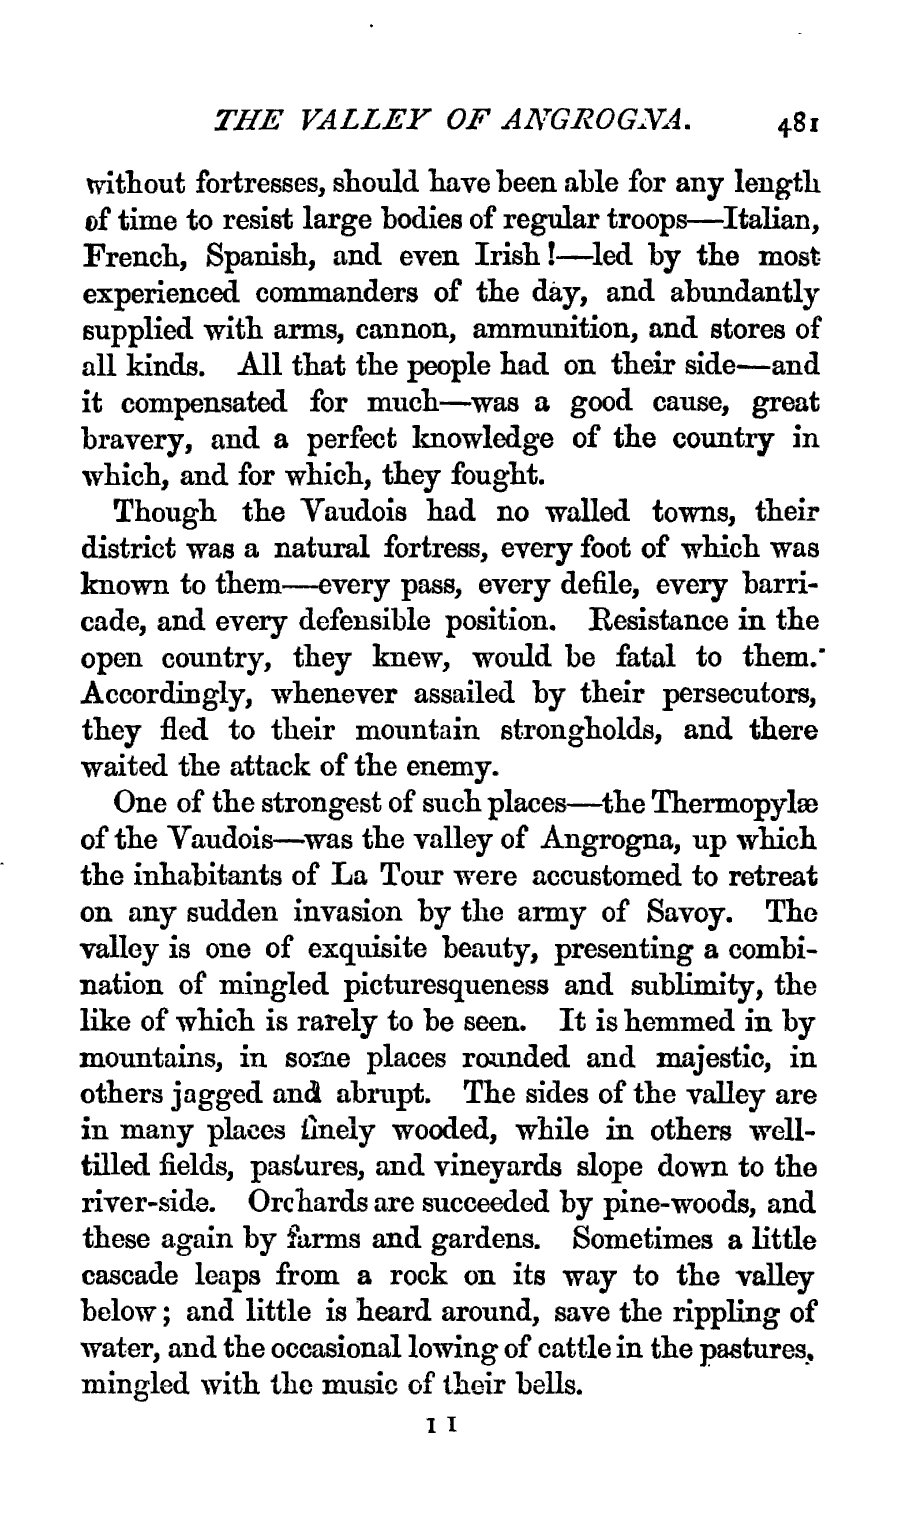 THE VALLEY OF ANGROGNA. 481
without fortresses, should have been able for any length
of time to resist large bodies of regular troops—Italian,
French, Spanish, and even Irish!—led by the most
experienced commanders of the day, and abundantly
supplied with arms, cannon, ammunition, and stores of
all kinds. All that the people had on their side—and
it compensated for much—was a good cause, great
bravery, and a perfect knowledge of the country in
which, and for which, they fought.
Though the Vaudois had no walled towns, their
district was a natural fortress, every foot of which was
known to them—every pass, every defile, every barri-
cade, and every defensible position. Resistance in the
open country, they knew, would be fatal to them.
Accordingly, whenever assailed by their persecutors,
they fled to their mountain strongholds, and there
waited the attack of the enemy.
One of the strongest of such places—the Thermopylæ
of the Vaudois—was the valley of Angrogna, up which
the inhabitants of La Tour were accustomed to retreat
on any sudden invasion by the army of Savoy. The
valley is one of exquisite beauty, presenting a combi-
nation of mingled picturesqueness and sublimity, the
like of which is rarely to be seen. It is hemmed in by
mountains, in some places rounded and majestic, in
others jagged and abrupt. The sides of the valley are
in many places finely wooded, while in others well-
tilled fields, pastures, and vineyards slope down to the
river-side. Orchards are succeeded by pine-woods, and
these again by farms and gardens. Sometimes a little
cascade leaps from a rock on its way to the valley
below; and little is heard around, save the rippling of
water, and the occasional lowing of cattle in the pastures,
mingled with the music of their bells.
I I